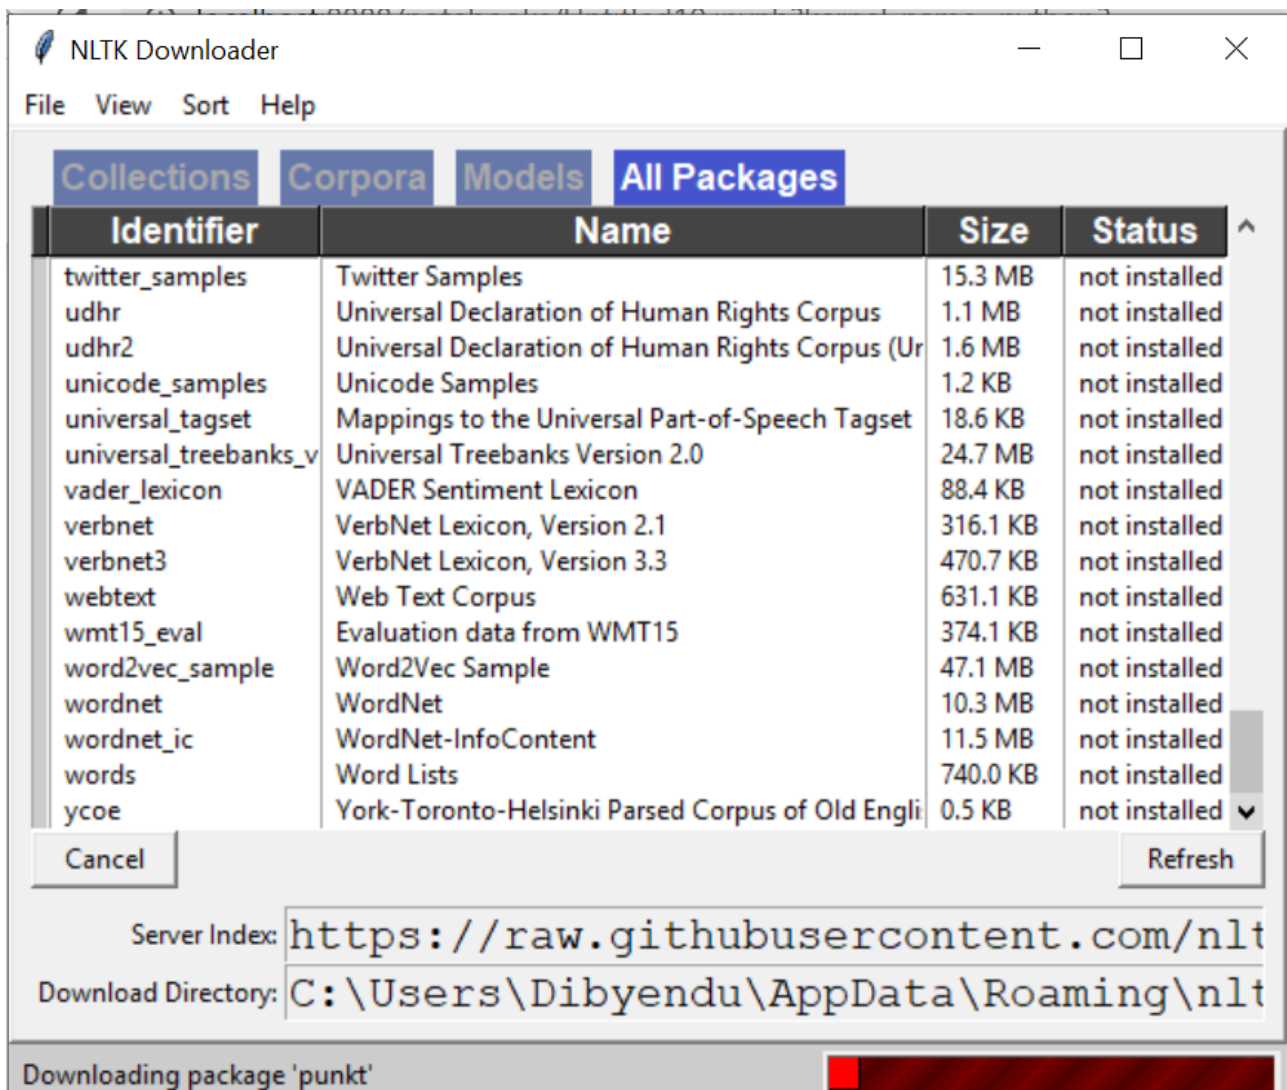 NLTK Downloader
File View Sort Help
Collections Corpora Models All Packages
Identifier Name Size Status
twitter_samples Twitter Samples 15.3 MB not installed
udhr Universal Declaration of Human Rights Corpus 1.1 MB not installed
udhr2 Universal Declaration of Human Rights Corpus (Ur 1.6 MB not installed
unicode_samples Unicode Samples 1.2 KB not installed
universal_tagset Mappings to the Universal Part-of-Speech Tagset 18.6 KB not installed
universal_treebanks_v Universal Treebanks Version 2.0 24.7 MB not installed
vader_lexicon VADER Sentiment Lexicon 88.4 KB not installed
verbnet VerbNet Lexicon, Version 2.1 316.1 KB not installed
verbnet3 VerbNet Lexicon, Version 3.3 470.7 KB not installed
webtext Web Text Corpus 631.1 KB not installed
wmt15_eval Evaluation data from WMT15 374.1 KB not installed
word2vec_sample Word2Vec Sample 47.1 MB not installed
wordnet WordNet 10.3 MB not installed
wordnet_ic WordNet-InfoContent 11.5 MB not installed
words Word Lists 740.0 KB not installed
ycoe York-Toronto-Helsinki Parsed Corpus of Old Engli 0.5 KB not installed
Cancel Refresh
Server Index: https://raw.githubusercontent.com/nlt
Download Directory: C:\Users\Dibyendu\AppData\Roaming\nlt
Downloading package 'punkt'